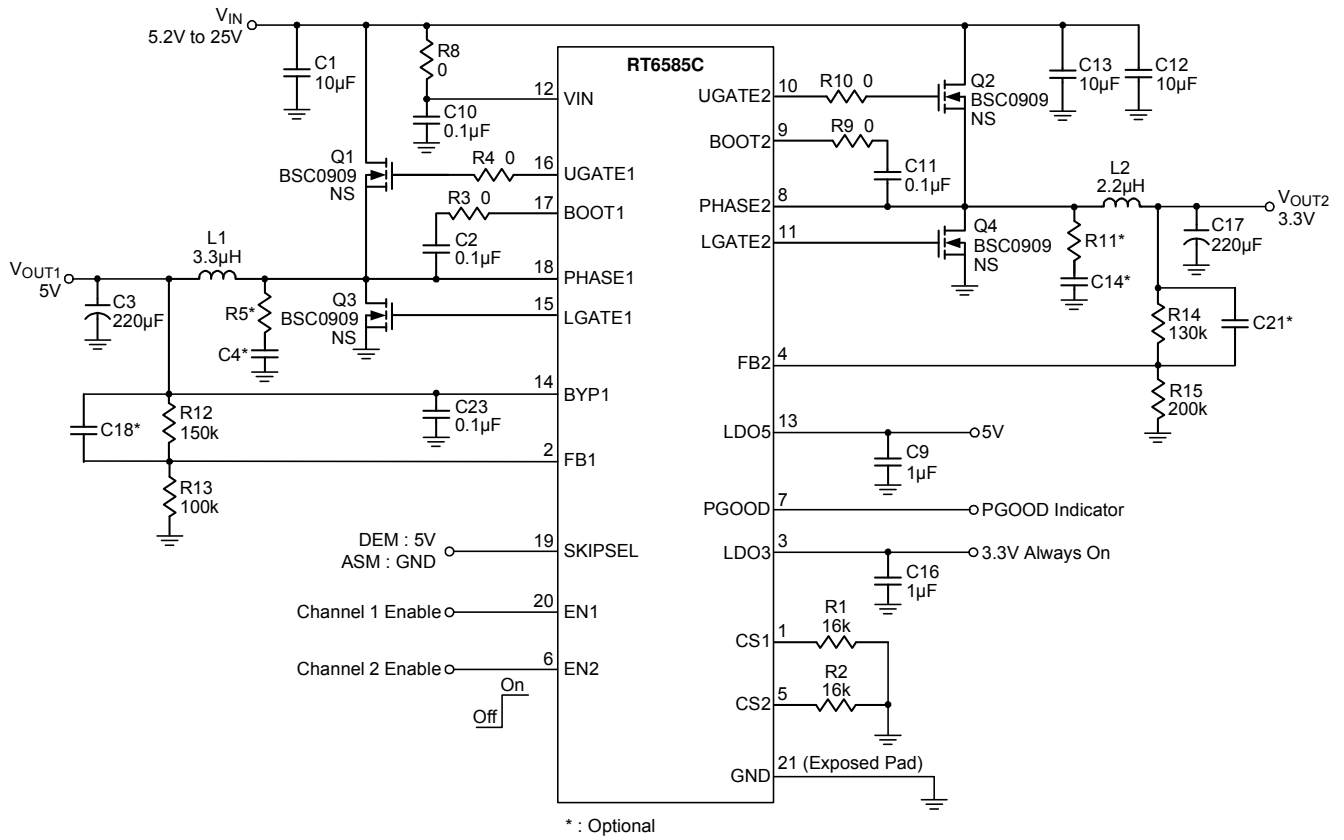 VIN
5.2V to 25V
C1
10µF
R8
0
C10
0.1µF
RT6585C
12
VIN
Q1
BSC0909
NS
R4 0
16
UGATE1
R3 0
17
BOOT1
C2
0.1µF
L1
3.3µH
VOUT1
5V
18
PHASE1
C3
220µF
R5*
C4*
Q3
BSC0909
NS
15
LGATE1
14
BYP1
C23
0.1µF
C18*
R12
150k
2
FB1
R13
100k
DEM : 5V
ASM : GND
19
SKIPSEL
Channel 1 Enable
20
EN1
Channel 2 Enable
6
EN2
On
Off
UGATE2
10
R10 0
Q2
BSC0909
NS
C13
10µF
C12
10µF
BOOT2
9
R9 0
C11
0.1µF
PHASE2
8
L2
2.2µH
VOUT2
3.3V
C17
220µF
LGATE2
11
Q4
BSC0909
NS
R11*
C14*
R14
130k
C21*
FB2
4
R15
200k
LDO5
13
5V
C9
1µF
PGOOD
7
PGOOD Indicator
LDO3
3
3.3V Always On
C16
1µF
CS1
1
R1
16k
CS2
5
R2
16k
GND
21 (Exposed Pad)
* : Optional